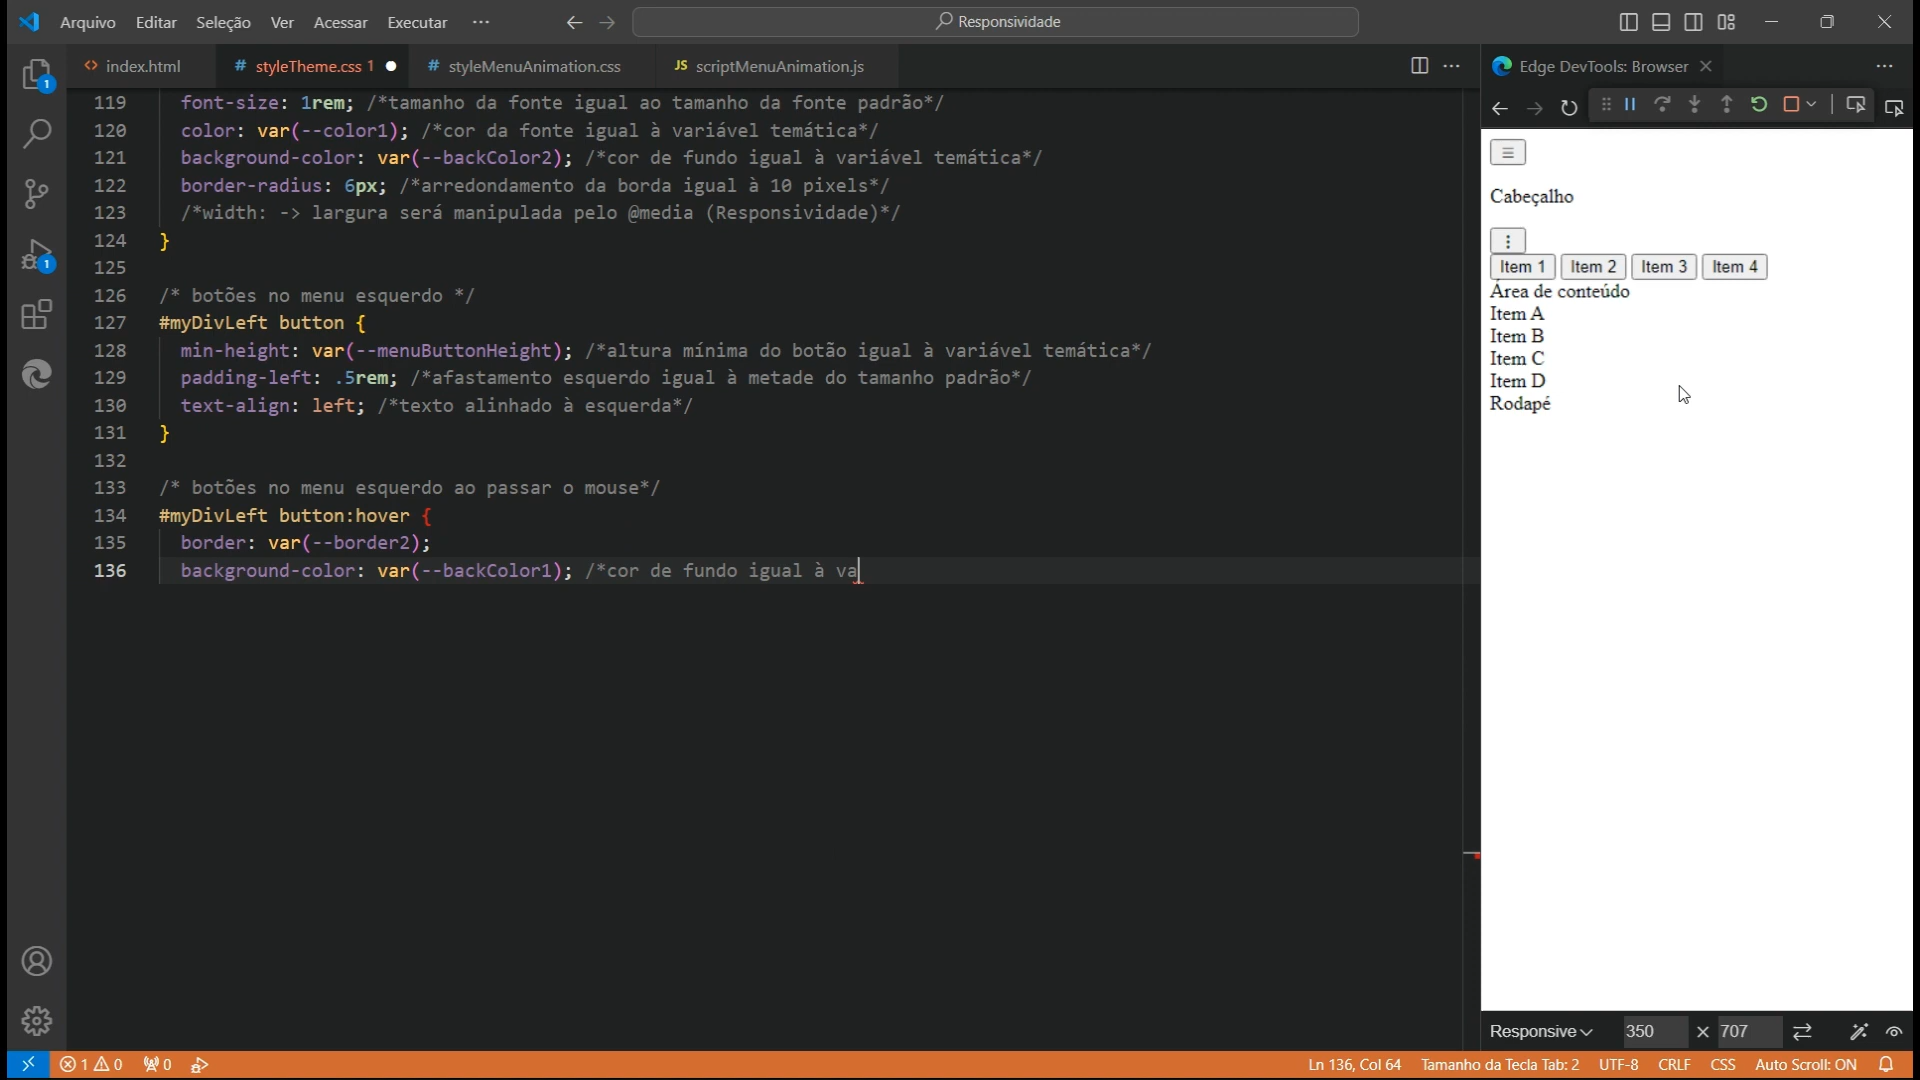 Arquivo Editar Seleção Ver Acessar Executar ··· Responsividade
index.html # styleTheme.css 1 # styleMenuAnimation.css JS scriptMenuAnimation.js ··· Edge DevTools: Browser ···
119 font-size: 1rem; /*tamanho da fonte igual ao tamanho da fonte padrão*/
120 color: var(--color1); /*cor da fonte igual à variável temática*/
121 background-color: var(--backColor2); /*cor de fundo igual à variável temática*/
122 border-radius: 6px; /*arredondamento da borda igual à 10 pixels*/
123 /*width: -> largura será manipulada pelo @media (Responsividade)*/
124 }
125
126 /* botões no menu esquerdo */
127 #myDivLeft button {
128 min-height: var(--menuButtonHeight); /*altura mínima do botão igual à variável temática*/
129 padding-left: .5rem; /*afastamento esquerdo igual à metade do tamanho padrão*/
130 text-align: left; /*texto alinhado à esquerda*/
131 }
132
133 /* botões no menu esquerdo ao passar o mouse*/
134 #myDivLeft button:hover {
135 border: var(--border2);
136 background-color: var(--backColor1); /*cor de fundo igual à va
1
1
☰
Cabeçalho
⋮
Item 1 Item 2 Item 3 Item 4
Área de conteúdo
Item A
Item B
Item C
Item D
Rodapé
Responsive 350 × 707
1 0 0 Ln 136, Col 64 Tamanho da Tecla Tab: 2 UTF-8 CRLF CSS Auto Scroll: ON